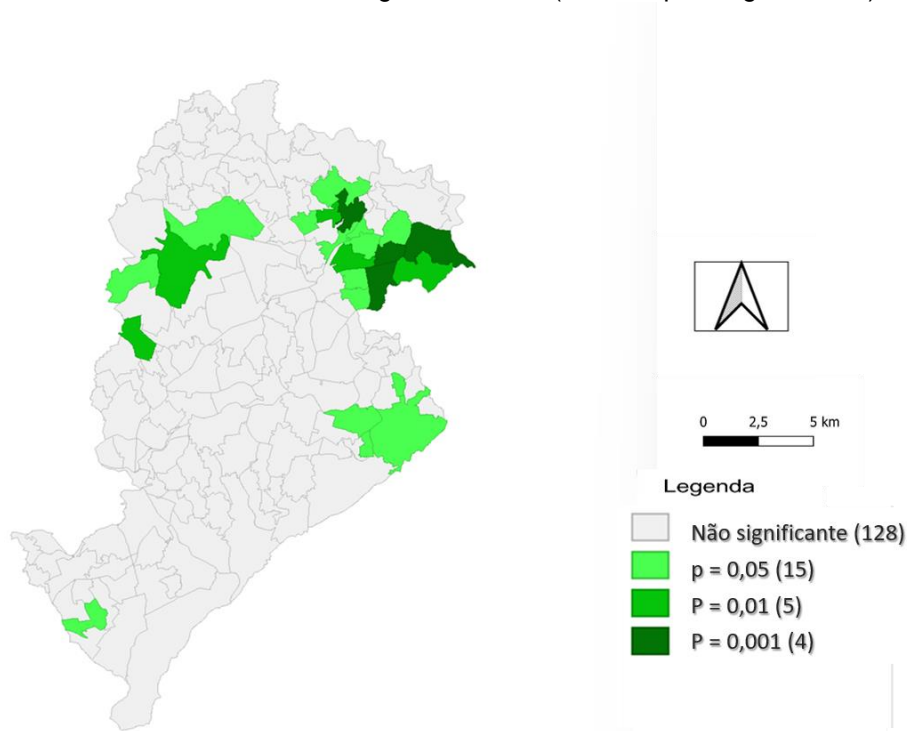 0 2,5 5 km
Legenda
Não significante (128)
p = 0,05 (15)
P = 0,01 (5)
P = 0,001 (4)